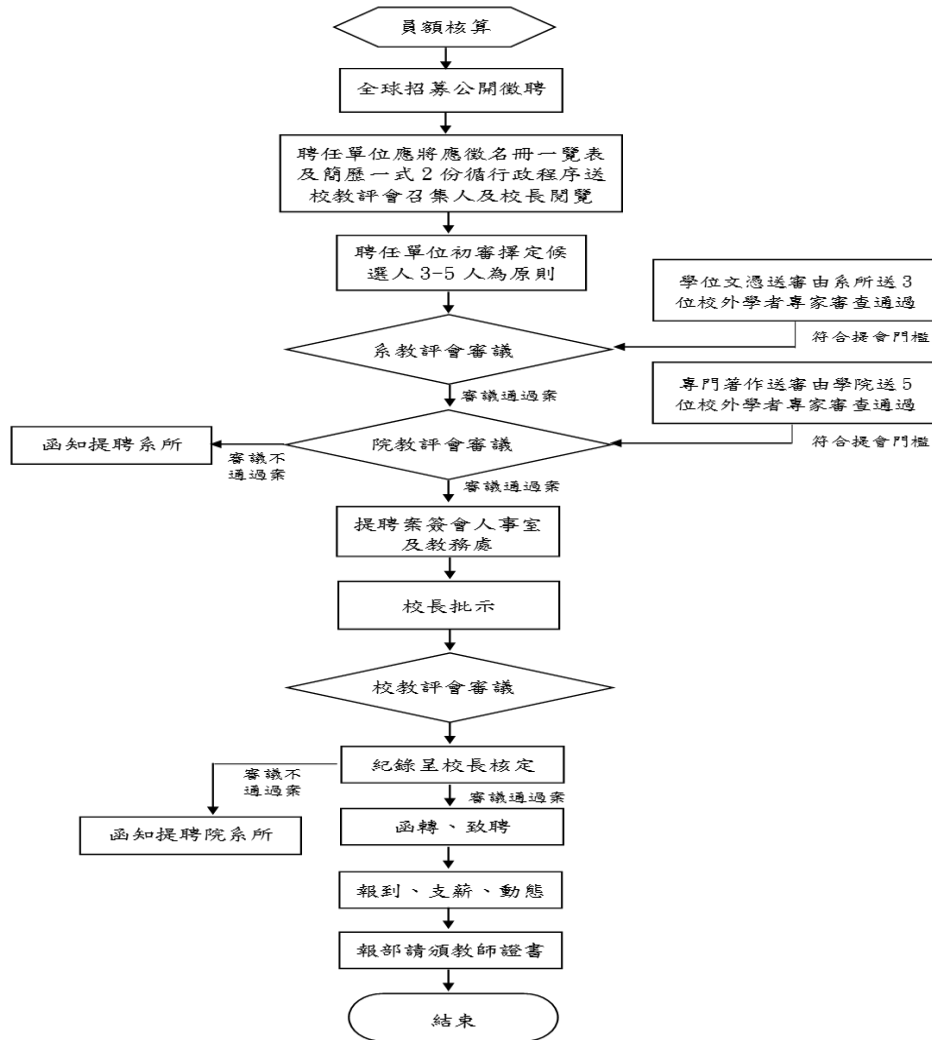 員額核算
全球招募公開徵聘
聘任單位應將應徵名冊一覽表
及簡歷一式2份循行政程序送
校教評會召集人及校長閱覽
聘任單位初審擇定候
選人3-5人為原則
學位文憑送審由系所送3
位校外學者專家審查通過
符合提會門檻
系教評會審議
審議通過案
專門著作送審由學院送5
位校外學者專家審查通過
符合提會門檻
院教評會審議
函知提聘系所
審議不
通過案
審議通過案
提聘案簽會人事室
及教務處
校長批示
校教評會審議
紀錄呈校長核定
審議不
通過案
審議通過案
函知提聘院系所
函轉、致聘
報到、支薪、動態
報部請頒教師證書
結束